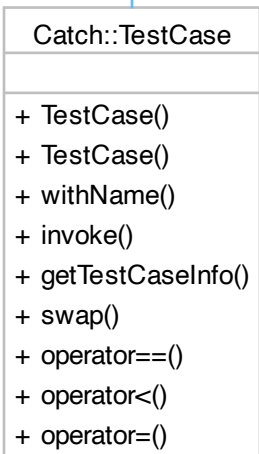 Catch::TestCase
+ TestCase()
+ TestCase()
+ withName()
+ invoke()
+ getTestCaseInfo()
+ swap()
+ operator==()
+ operator<()
+ operator=()